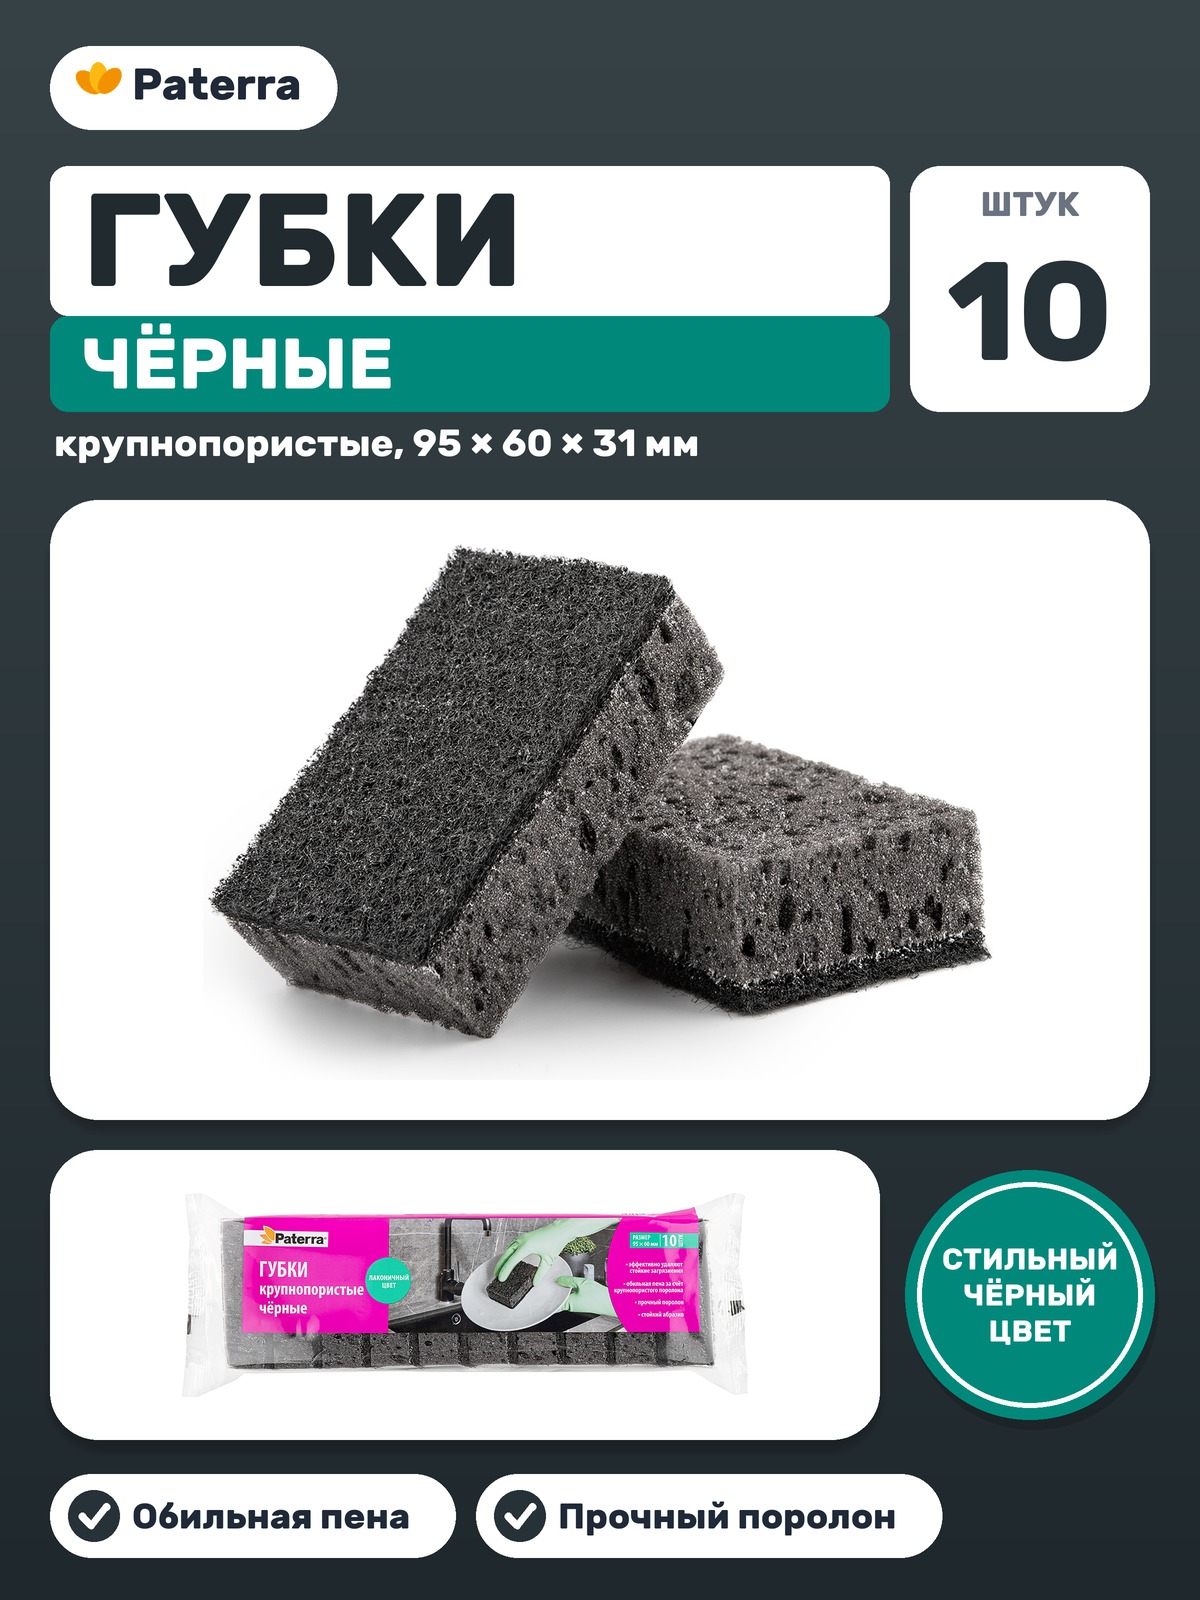 Paterra
ГУБКИ
ЧЁРНЫЕ
крупнопористые, 95 × 60 × 31 мм
ШТУК
10
Paterra®
ГУБКИ
крупнопористые
чёрные
ЛАКОНИЧНЫЙ
ЦВЕТ
РАЗМЕР
95 × 60 мм
10
• эффективно удаляют
стойкие загрязнения
• обильная пена за счёт
крупнопористого поролона
• прочный поролон
• стойкий абразив
СТИЛЬНЫЙ
ЧЁРНЫЙ
ЦВЕТ
Обильная пена
Прочный поролон